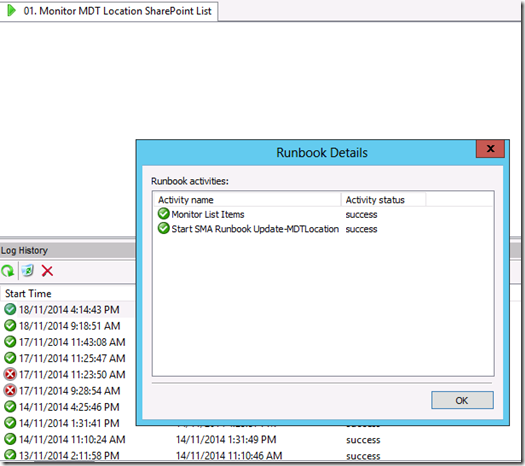 01. Monitor MDT Location SharePoint List
Runbook Details
X
Runbook activities:
Activity name Activity status
Monitor List Items success
Start SMA Runbook Update-MDTLocation success
OK
Log History
Start Time
18/11/2014 4:14:43 PM
18/11/2014 9:18:51 AM
17/11/2014 11:43:08 AM
17/11/2014 11:25:47 AM
17/11/2014 11:23:50 AM
17/11/2014 9:28:54 AM
14/11/2014 4:25:46 PM
14/11/2014 1:31:41 PM
14/11/2014 11:10:24 AM 14/11/2014 1:31:49 PM success
13/11/2014 2:11:58 PM 14/11/2014 11:10:46 AM success